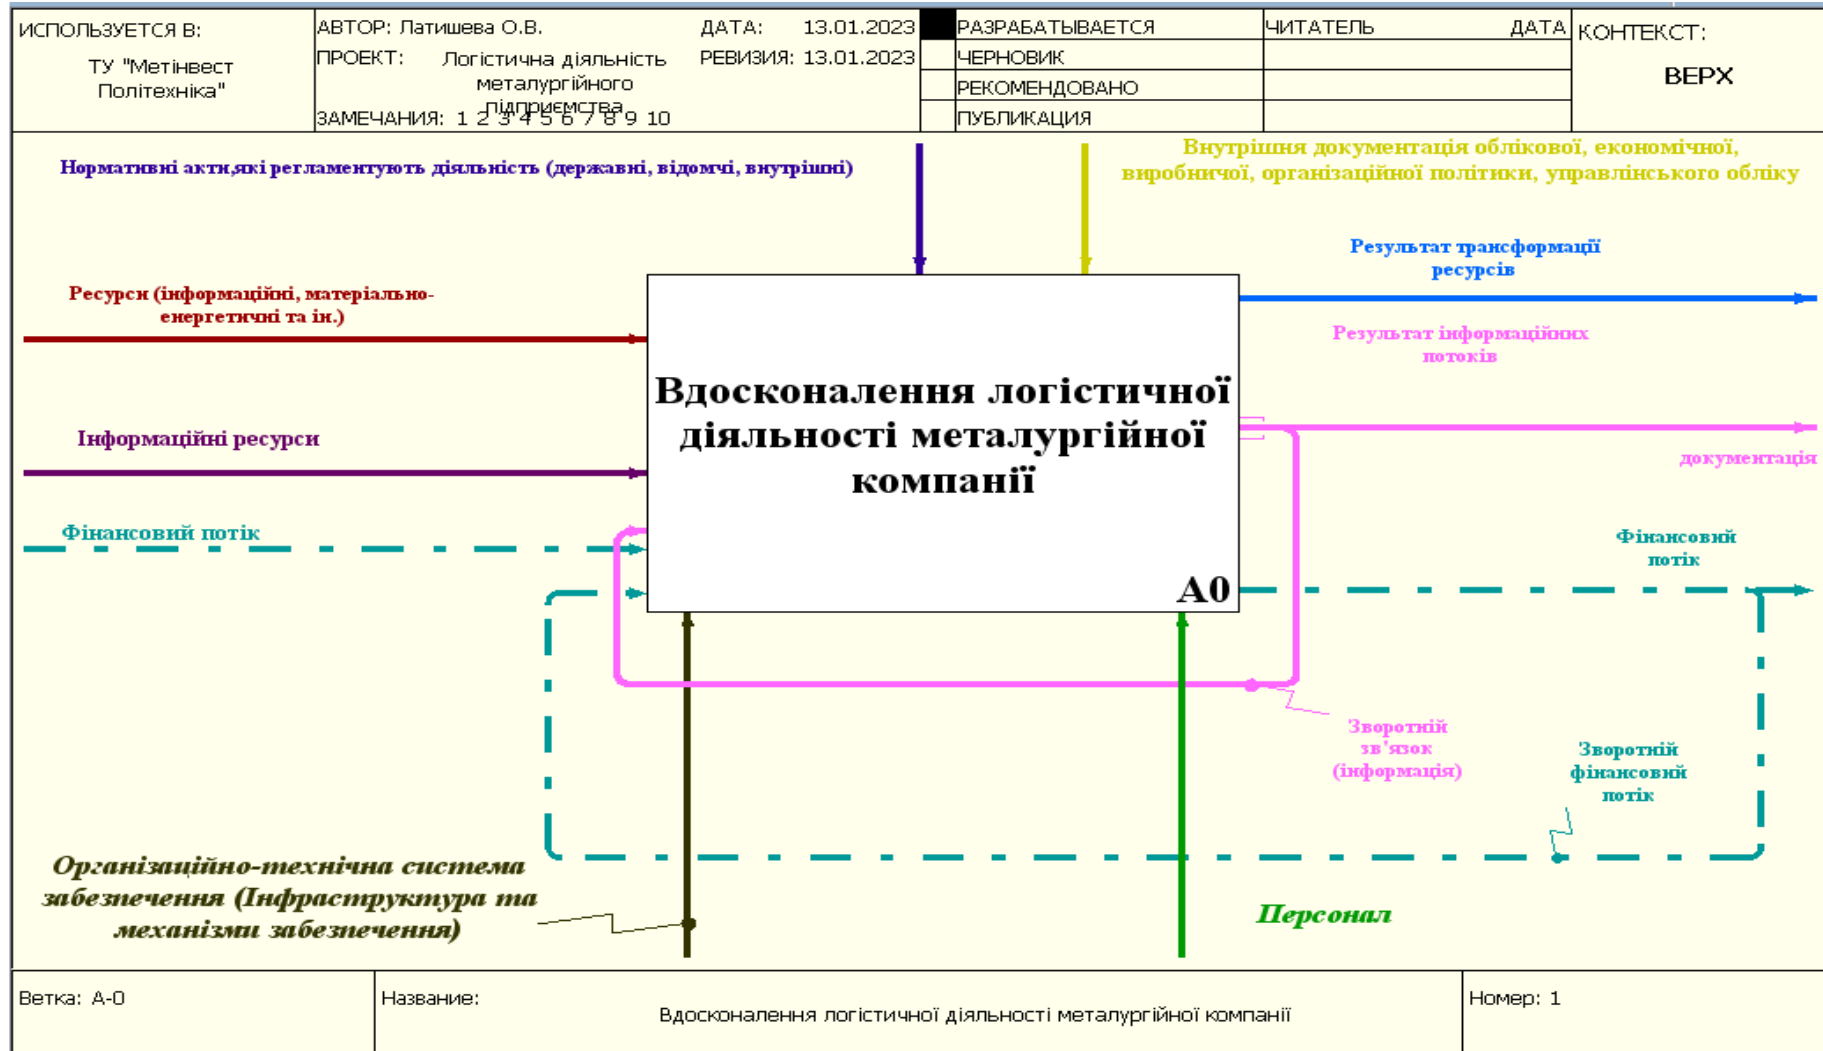 ИСПОЛЬЗУЕТСЯ В:
ТУ "Метінвест
Політехніка"
АВТОР: Латишева О.В.
ДАТА: 13.01.2023
ПРОЕКТ: Логістична діяльність
металургійного
підприємства
РЕВИЗИЯ: 13.01.2023
ЗАМЕЧАНИЯ: 1 2 3 4 5 6 7 8 9 10
РАЗРАБАТЫВАЕТСЯ
ЧЕРНОВИК
РЕКОМЕНДОВАНО
ПУБЛИКАЦИЯ
ЧИТАТЕЛЬ ДАТА
КОНТЕКСТ:
ВЕРХ
Нормативні акти,які регламентують діяльність (державні, відомчі, внутрішні)
Внутрішня документація облікової, економічної,
виробничої, організаційної політики, управлінського обліку
Результат трансформації
ресурсів
Ресурси (інформаційні, матеріально-
енергетичні та ін.)
Результат інформаційних
потоків
Вдосконалення логістичної
діяльності металургійної
компанії
A0
Інформаційні ресурси
документація
Фінансовий потік
Фінансовий
потік
Зворотній
зв'язок
(інформація)
Зворотній
фінансовий
потік
Організаційно-технічна система
забезпечення (Інфраструктура та
механізми забезпечення)
Персонал
Ветка: A-0
Название:
Вдосконалення логістичної діяльності металургійної компанії
Номер: 1